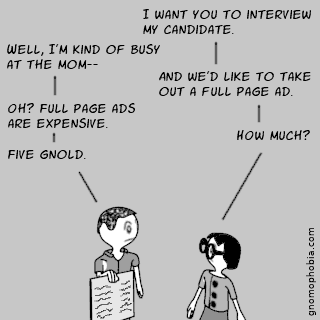 I WANT YOU TO INTERVIEW
MY CANDIDATE.
WELL, I'M KIND OF BUSY
AT THE MOM--
AND WE'D LIKE TO TAKE
OUT A FULL PAGE AD.
OH? FULL PAGE ADS
ARE EXPENSIVE.
HOW MUCH?
FIVE GNOLD.
gnomophobia.com